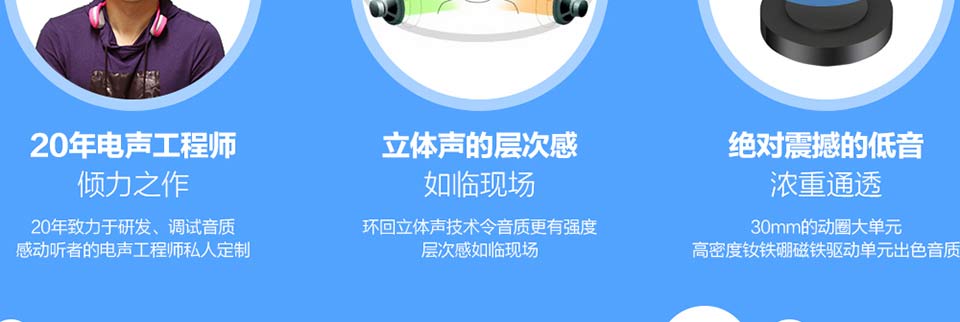 20年电声工程师
倾力之作
20年致力于研发、调试音质
感动听者的电声工程师私人定制
立体声的层次感
如临现场
环回立体声技术令音质更有强度
层次感如临现场
绝对震撼的低音
浓重通透
30mm的动圈大单元
高密度钕铁硼磁铁驱动单元出色音质